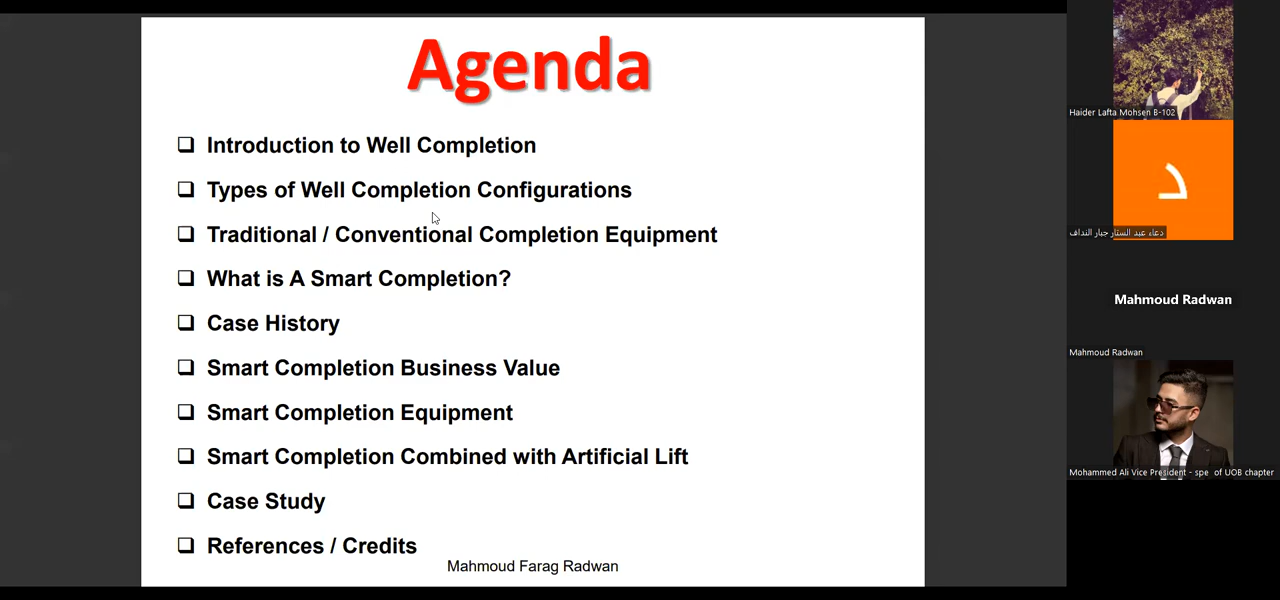 Agenda
❑ Introduction to Well Completion
❑ Types of Well Completion Configurations
❑ Traditional / Conventional Completion Equipment
❑ What is A Smart Completion?
❑ Case History
❑ Smart Completion Business Value
❑ Smart Completion Equipment
❑ Smart Completion Combined with Artificial Lift
❑ Case Study
❑ References / Credits
Mahmoud Farag Radwan
Haider Lafta Mohsen B-102
د
دعاء عبد الستار جبار النداف
Mahmoud Radwan
Mahmoud Radwan
Mohammed Ali Vice President - spe of UOB chapter